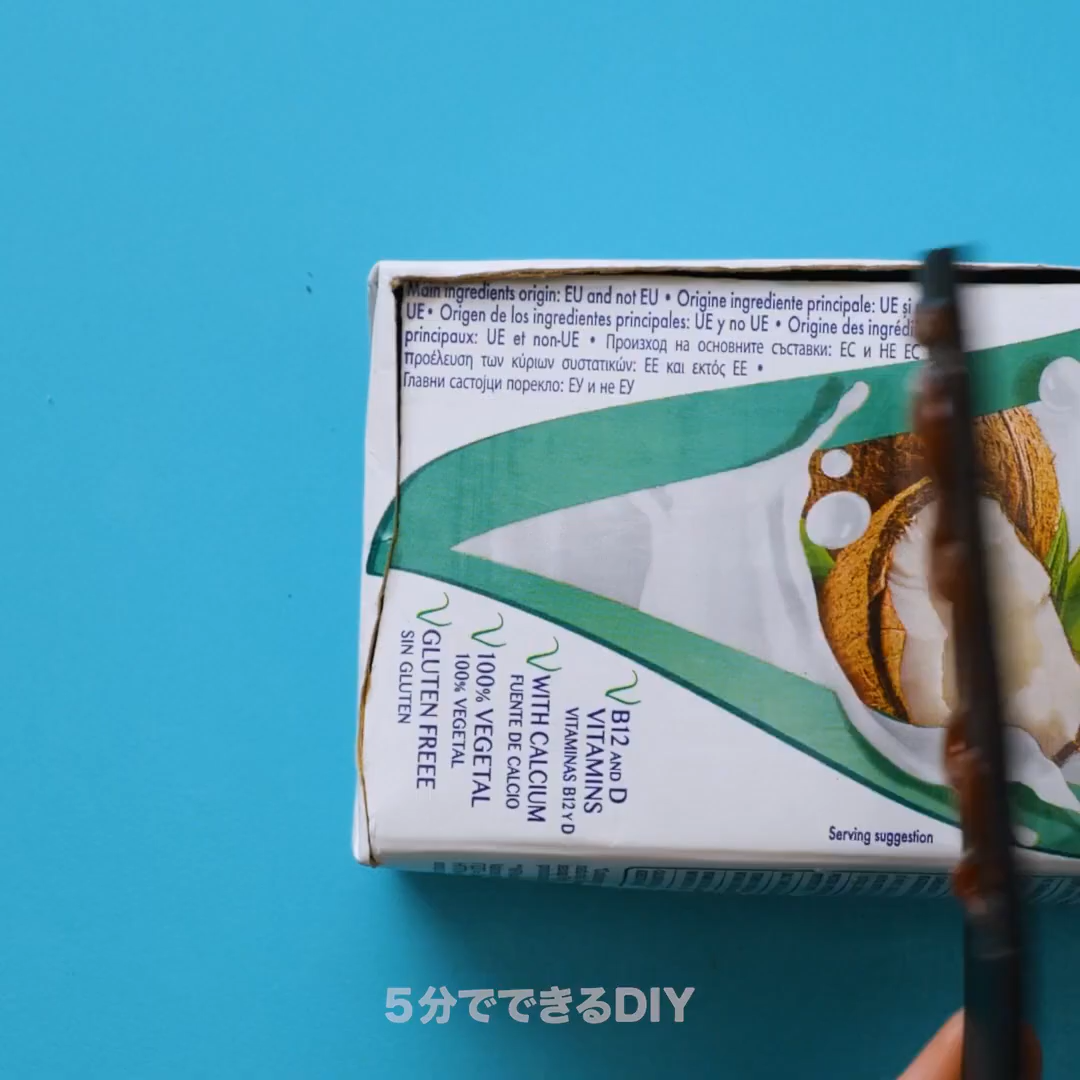 Main ingredients origin: EU and not EU • Origine ingrediente principale: UE și
UE• Origen de los ingredientes principales: UE y no UE • Origine des ingrédi
principaux: UE et non-UE • Произход на основните съставки: ЕС и НЕ ЕС
προέλευση των κύριων συστατικών: ΕΕ και εκτός ΕΕ •
Главни састојци порекло: ЕУ и не ЕУ
GLUTEN FREEE
SIN GLUTEN
100% VEGETAL
100% VEGETAL
WITH CALCIUM
FUENTE DE CALCIO
B12 AND D
VITAMINS
VITAMINAS B12 Y D
Serving suggestion
5分でできるDIY